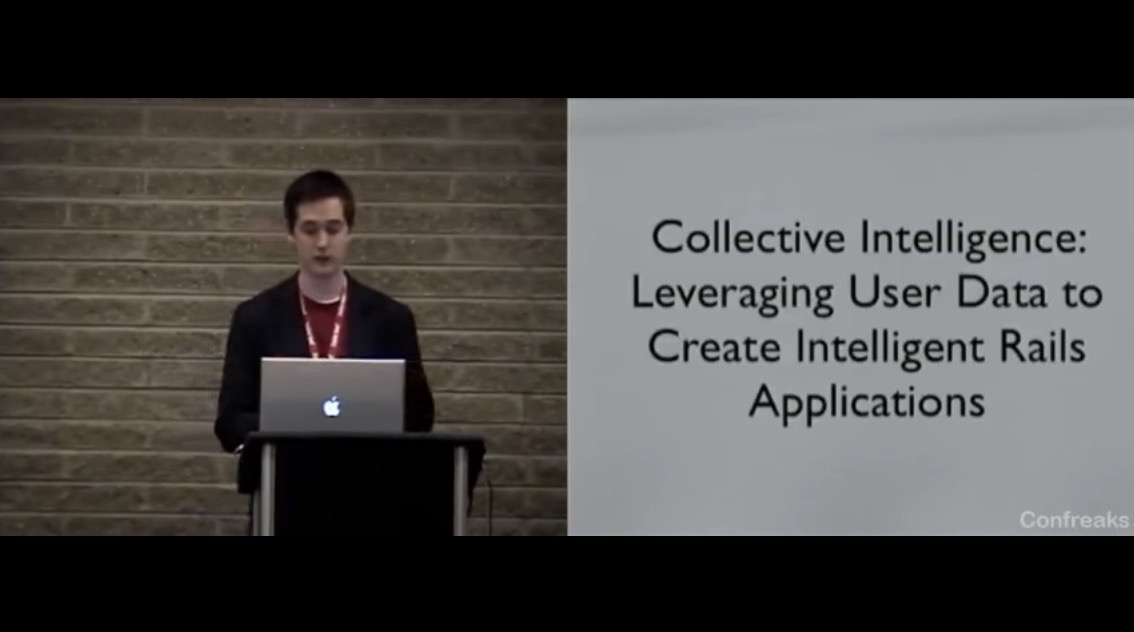 Collective Intelligence:
Leveraging User Data to
Create Intelligent Rails
Applications
Confreaks